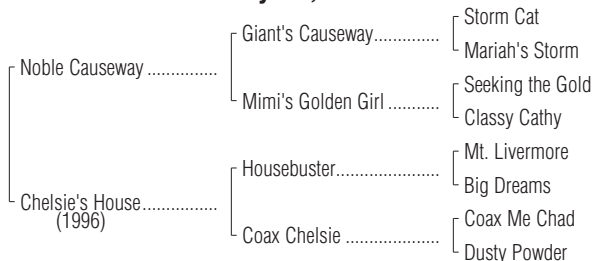 Storm Cat
Giant's Causeway..............
Mariah's Storm
Noble Causeway ...............
Seeking the Gold
Mimi's Golden Girl ...........
Classy Cathy
Mt. Livermore
Housebuster......................
Big Dreams
Chelsie's House................
(1996)
Coax Me Chad
Coax Chelsie ....................
Dusty Powder